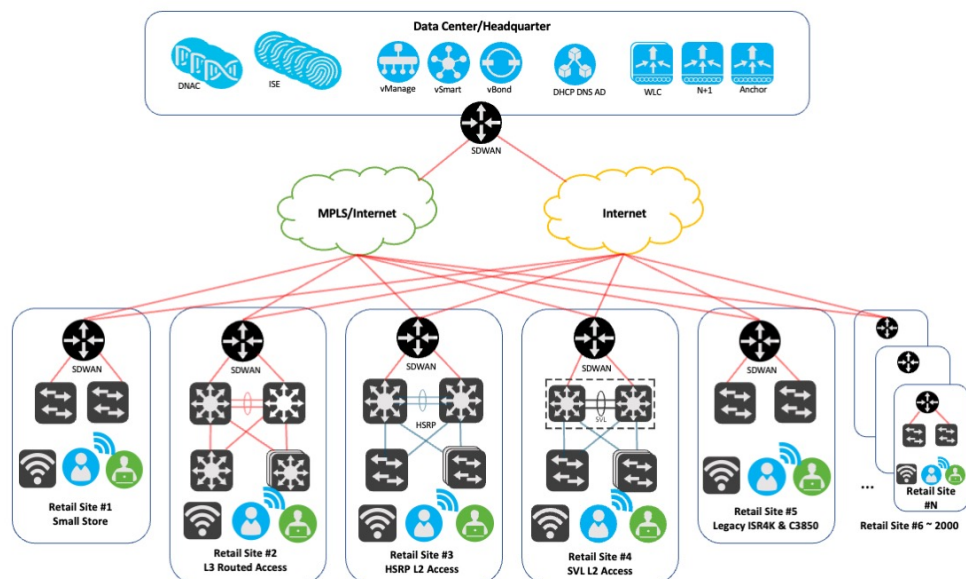 Data Center/Headquarter
DNAC
ISE
vManage
vSmart
vBond
DHCP DNS AD
WLC
N+1
Anchor
SDWAN
MPLS/Internet
Internet
SDWAN
SDWAN
SDWAN
SDWAN
SDWAN
HSRP
SVL
Retail Site #1
Small Store
Retail Site #2
L3 Routed Access
Retail Site #3
HSRP L2 Access
Retail Site #4
SVL L2 Access
Retail Site #5
Legacy ISR4K & C3850
...
Retail Site
#N
Retail Site #6 ~ 2000